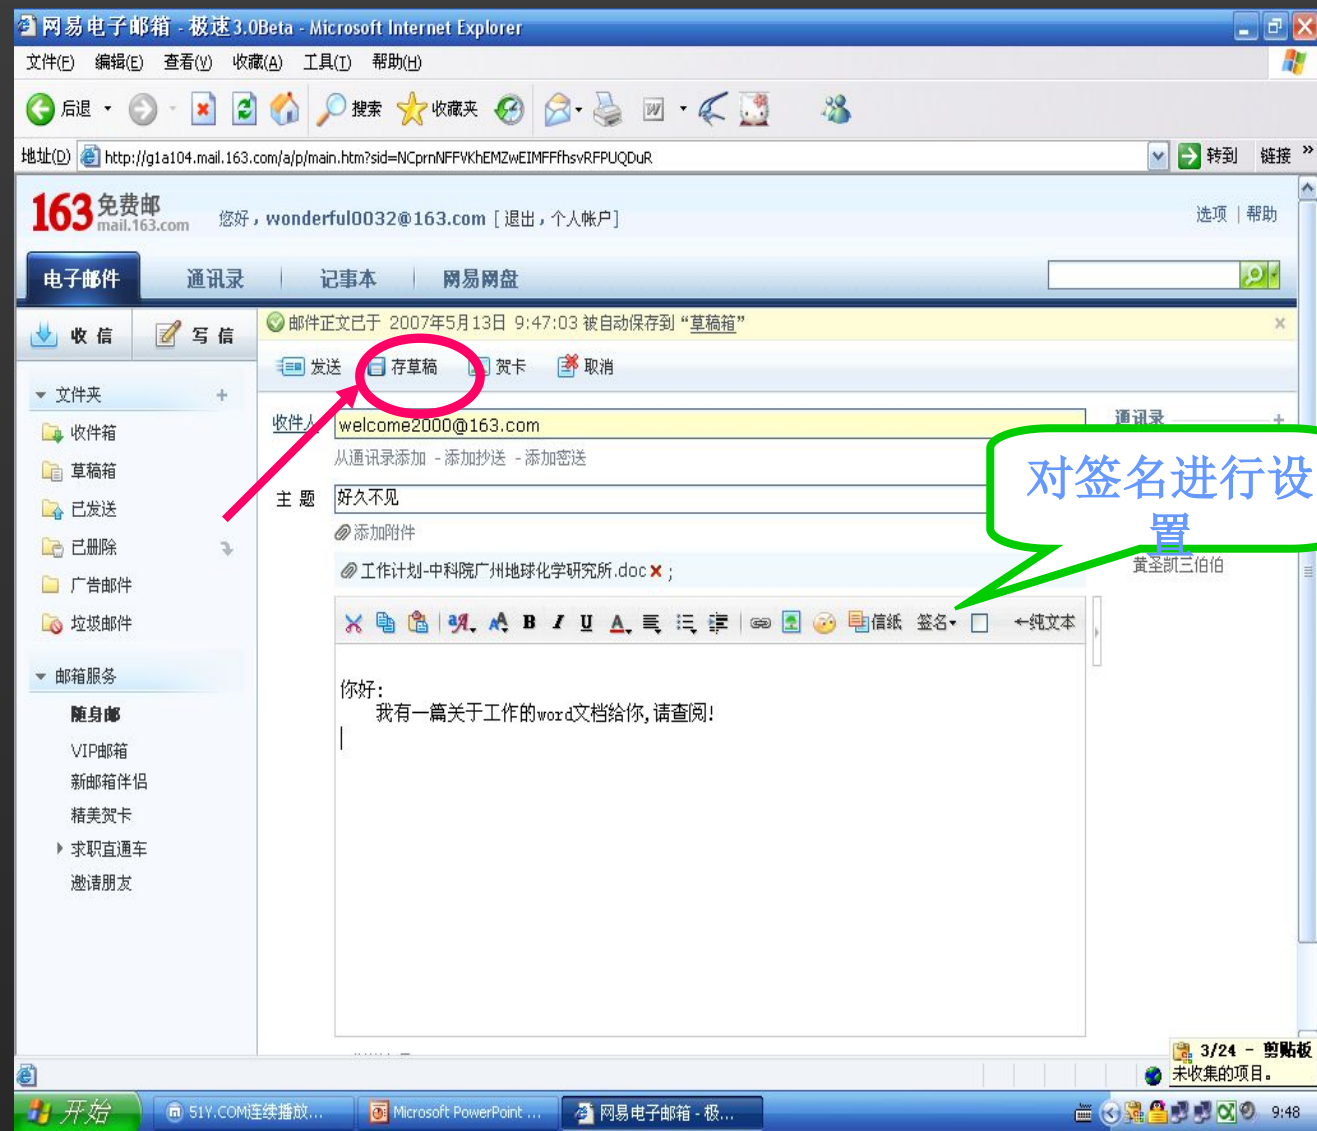 网易电子邮箱 - 极速3.0Beta - Microsoft Internet Explorer
文件(F) 编辑(E) 查看(V) 收藏(A) 工具(T) 帮助(H)
后退 搜索 收藏夹
地址(D) http://g1a104.mail.163.com/a/p/main.htm?sid=NCprnNFFVKhEMZwEIMFFfhsvRFPUQDuR 转到 链接 »
163 免费邮
mail.163.com
您好，wonderful0032@163.com [退出，个人帐户]
选项 | 帮助
电子邮件 通讯录 | 记事本 | 网易网盘
收信 写信
邮件正文已于 2007年5月13日 9:47:03 被自动保存到 “草稿箱”
发送 存草稿 贺卡 取消
文件夹
收件箱
草稿箱
已发送
已删除
广告邮件
垃圾邮件
邮箱服务
随身邮
VIP邮箱
新邮箱伴侣
精美贺卡
求职直通车
邀请朋友
收件人 welcome2000@163.com
从通讯录添加 - 添加抄送 - 添加密送
主题 好久不见
添加附件
工作计划-中科院广州地球化学研究所.doc ;
通讯录
对签名进行设
置
黄圣凯三伯伯
B I U A 信纸 签名 ←纯文本
你好:
我有一篇关于工作的word文档给你,请查阅!
3/24 - 剪贴板
未收集的项目。
开始 51Y.COM连续播放... Microsoft PowerPoint ... 网易电子邮箱 - 极... 9:48